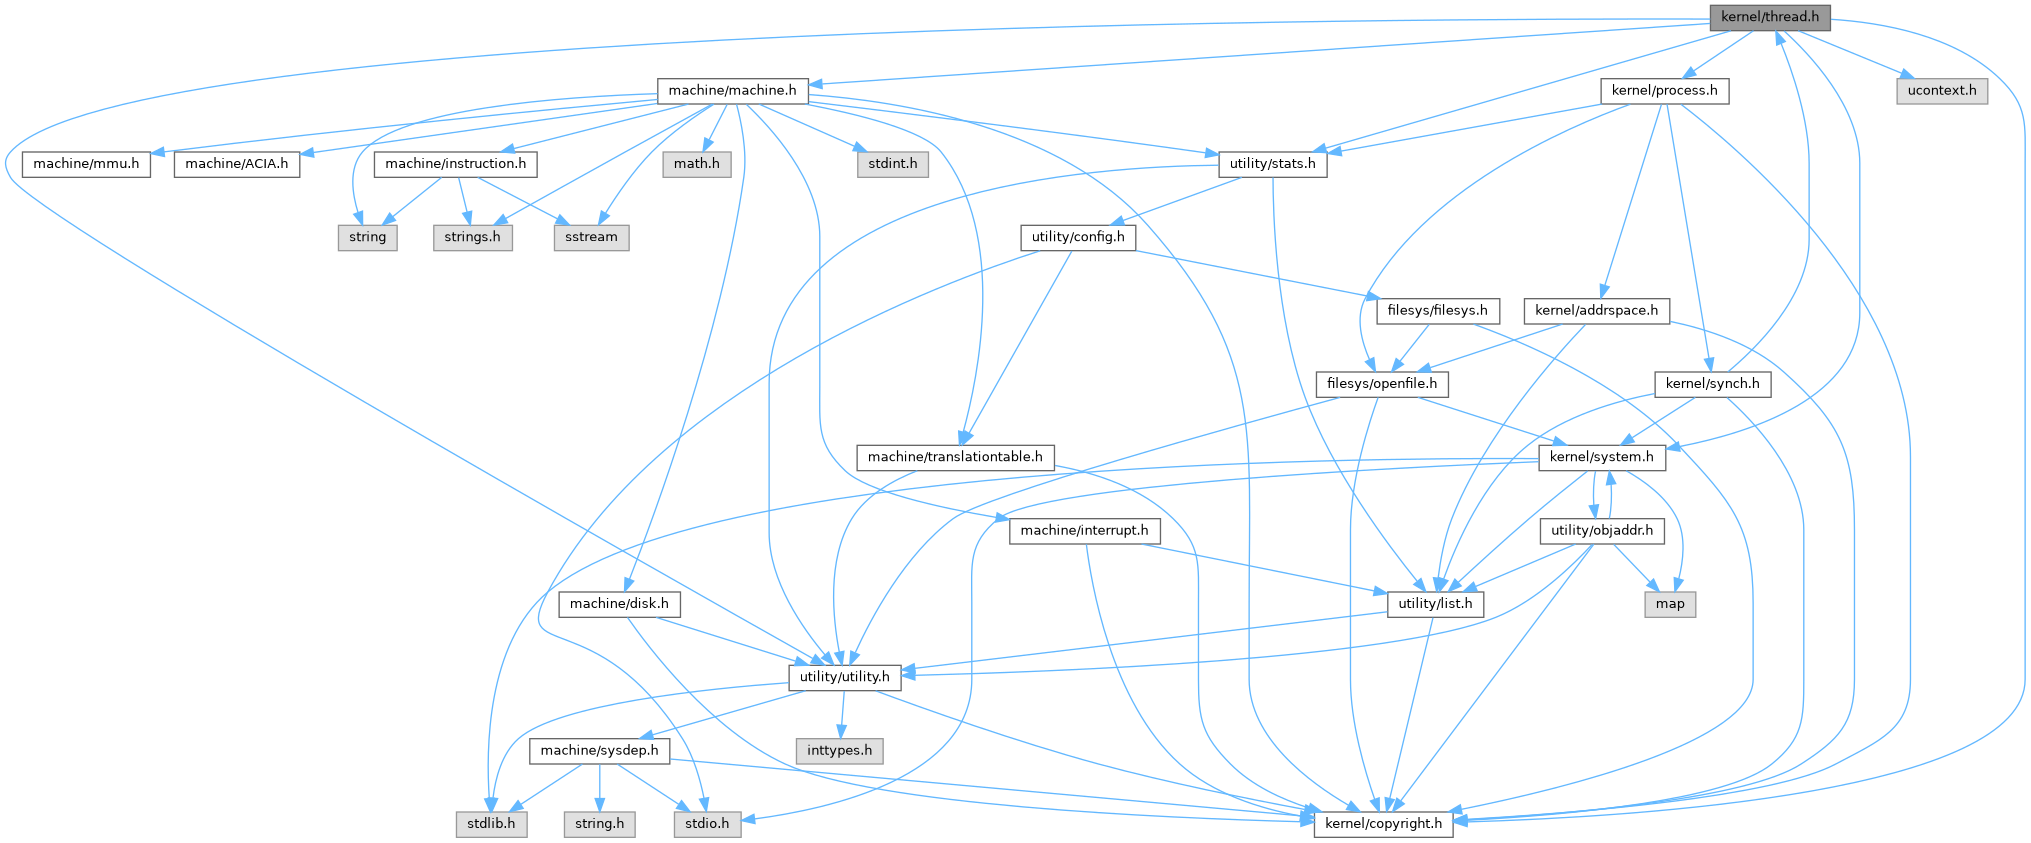 kernel/thread.h
machine/machine.h
kernel/process.h
ucontext.h
machine/mmu.h
machine/ACIA.h
machine/instruction.h
math.h
stdint.h
utility/stats.h
string
strings.h
sstream
utility/config.h
filesys/filesys.h
kernel/addrspace.h
filesys/openfile.h
kernel/synch.h
machine/translationtable.h
kernel/system.h
machine/interrupt.h
utility/objaddr.h
machine/disk.h
utility/list.h
map
utility/utility.h
machine/sysdep.h
inttypes.h
stdlib.h
string.h
stdio.h
kernel/copyright.h